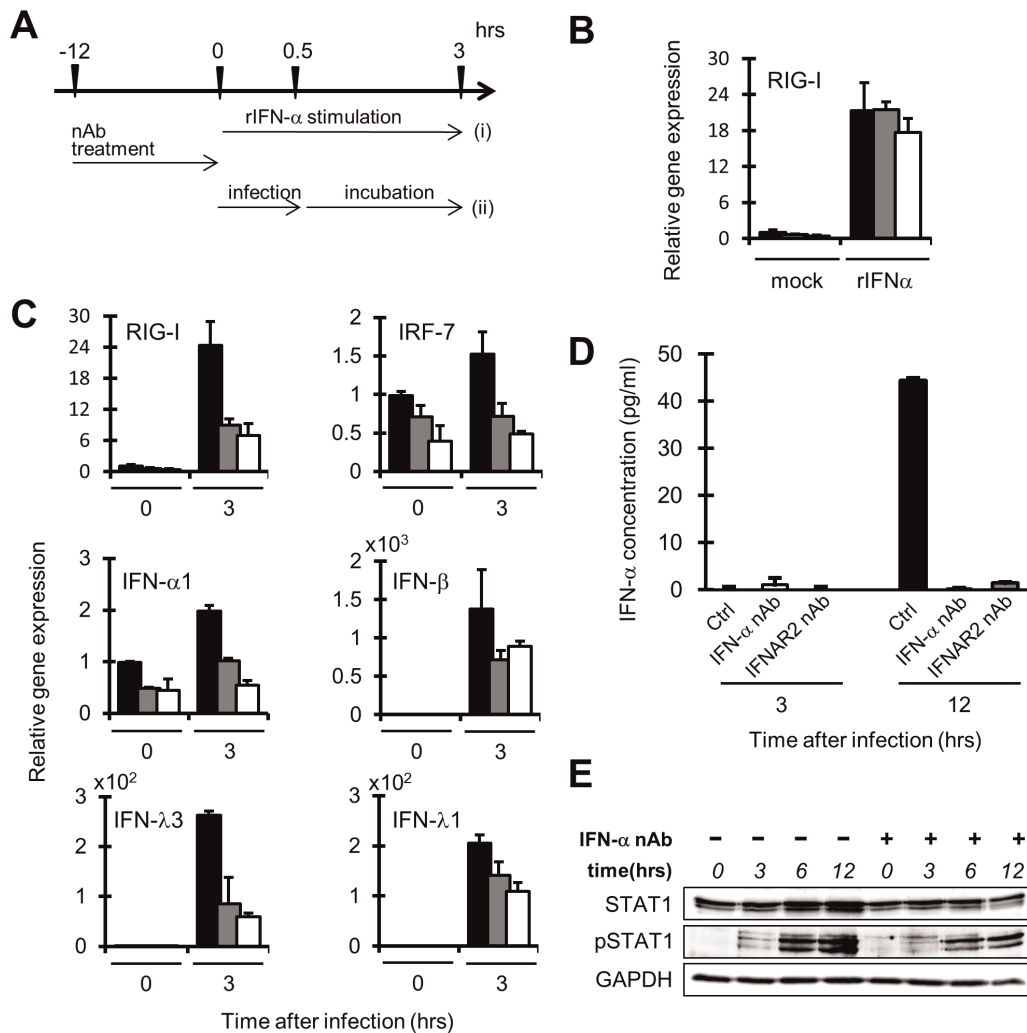 A
hrs
-12
0
0.5
3
rIFN-α stimulation
(i)
nAb
treatment
infection
incubation
(ii)
B
Relative gene expression
30
24
18
12
6
0
RIG-I
mock
rIFNα
C
Relative gene expression
30
24
18
12
6
0
RIG-I
0
3
2
1.5
1
0.5
0
IRF-7
0
3
3
2
1
0
IFN-α1
0
3
x10³
2
1.5
1
0.5
0
IFN-β
0
3
x10²
3
2
1
0
IFN-λ3
0
3
x10²
3
2
1
0
IFN-λ1
0
3
Time after infection (hrs)
D
IFN-α concentration (pg/ml)
50
40
30
20
10
0
Ctrl
IFN-α nAb
IFNAR2 nAb
Ctrl
IFN-α nAb
IFNAR2 nAb
3
12
Time after infection (hrs)
E
IFN-α nAb - - - - + + + +
time(hrs) 0 3 6 12 0 3 6 12
STAT1
pSTAT1
GAPDH